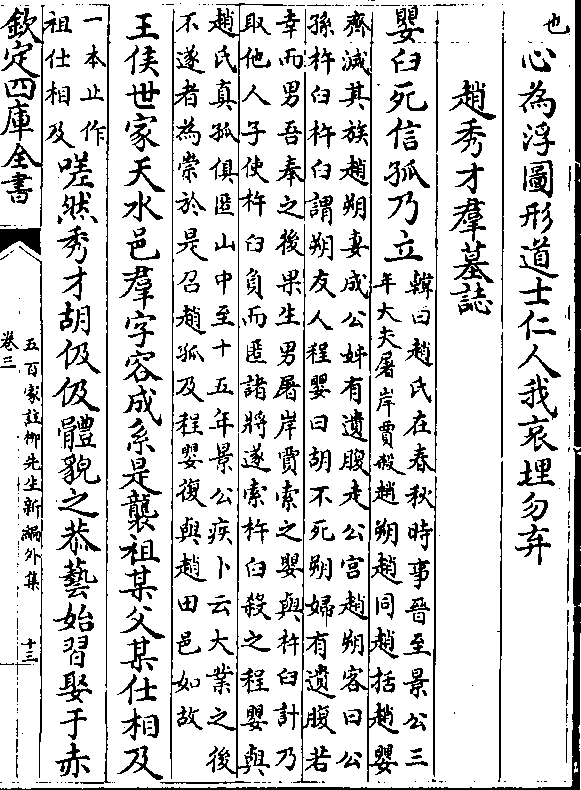 也
心為浮圖形道士仁人我哀埋勿弃
趙秀才羣墓誌
嬰臼死信孤乃立
韓曰趙氏在春秋時事晉至景公三
年大夫屠岸賈殺趙朔趙同趙括趙嬰
齊滅其族趙朔妻成公姊有遺腹走公宮趙朔客曰公
孫杵臼杵臼謂朔友人程嬰曰胡不死朔婦有遺腹若
幸而男吾奉之後果生男屠岸賈索之嬰與杵臼計乃
取他人子使杵臼負而匿諸將遂索杵臼殺之程嬰與
趙氏真孤俱匿山中至十五年景公疾卜云大業之後
不遂者為祟於是召趙孤及程嬰復與趙田邑如故
王侯世家天水邑羣字容成系是襲祖某父某仕相及
一本止作
祖仕相及
嗟然秀才胡伋伋體貌之恭藝始習娶于赤
欽定四庫全書
五百家註柳先生新編外集
卷三
十三